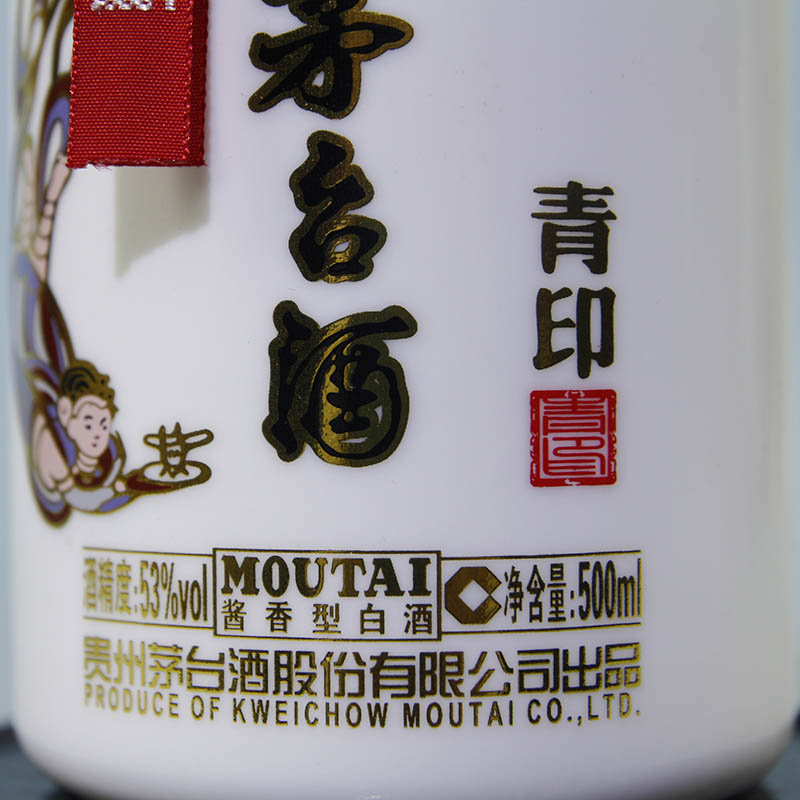 茅台酒
青印
青印
酒精度:53%vol
MOUTAI
酱香型白酒
净含量:500ml
贵州茅台酒股份有限公司出品
PRODUCE OF KWEICHOW MOUTAI CO.,LTD.